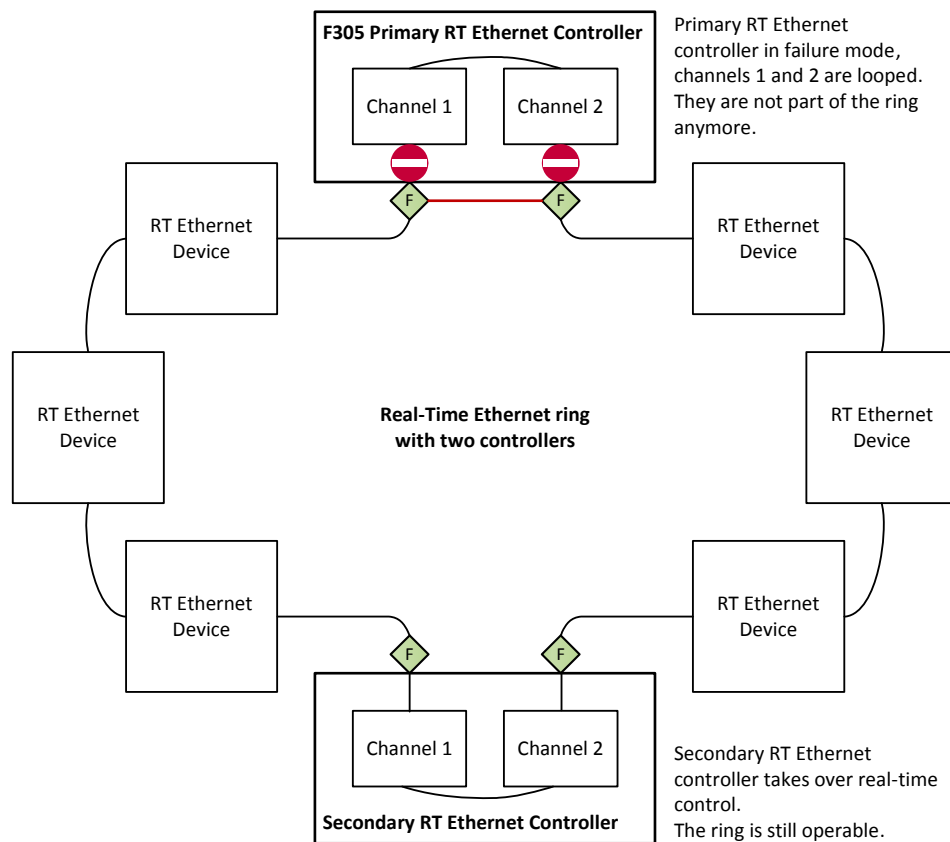 F305 Primary RT Ethernet Controller
Channel 1
Channel 2
Primary RT Ethernet
controller in failure mode,
channels 1 and 2 are looped.
They are not part of the ring
anymore.
F
F
RT Ethernet
Device
RT Ethernet
Device
RT Ethernet
Device
Real-Time Ethernet ring
with two controllers
RT Ethernet
Device
RT Ethernet
Device
RT Ethernet
Device
F
F
Channel 1
Channel 2
Secondary RT Ethernet Controller
Secondary RT Ethernet
controller takes over real-time
control.
The ring is still operable.